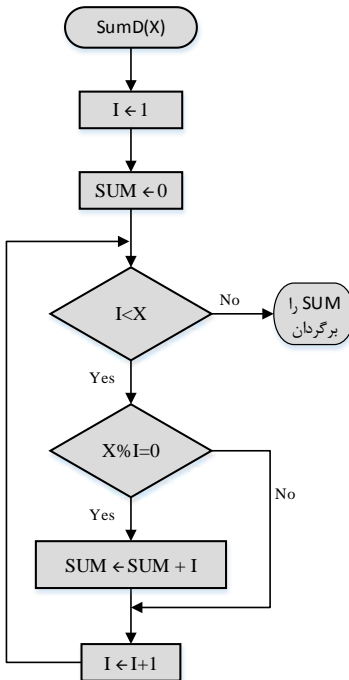 SumD(X)
I ← 1
SUM ← 0
I<X
No
SUM را
برگردان
Yes
X%I=0
No
Yes
SUM ← SUM + I
I ← I+1